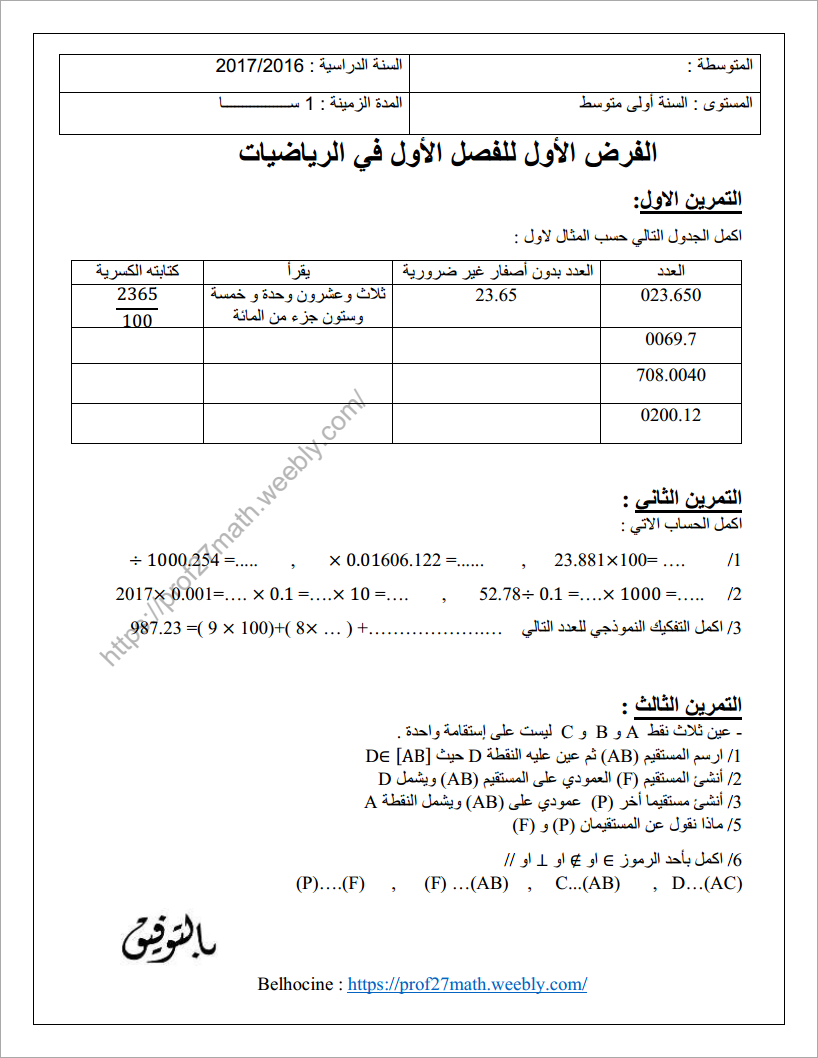 المتوسطة : السنة الدراسية : 2017/2016
المستوى : السنة أولى متوسط المدة الزمينة : 1 ســـــــــــــا
الفرض الأول للفصل الأول في الرياضيات
التمرين الاول:
اكمل الجدول التالي حسب المثال لاول :
العدد العدد بدون أصفار غير ضرورية يقرأ كتابته الكسرية
023.650 23.65 ثلاث وعشرون وحدة و خمسة وستون جزء من المائة 2365/100
0069.7
708.0040
0200.12
التمرين الثاني :
اكمل الحساب الاتي :
1/ 23.881×100= …. , × 0.01606.122 =...... , ÷ 1000.254 =.....
2/ 52.78÷ 0.1 =….× 1000 =….. , 2017× 0.001=…. × 0.1 =….× 10 =….
3/ اكمل التفكيك النموذجي للعدد التالي 987.23 =( 9 × 100)+( 8× … ) +……………………
التمرين الثالث :
- عين ثلاث نقط A و B و C ليست على إستقامة واحدة .
1/ ارسم المستقيم (AB) ثم عين عليه النقطة D حيث D∈ [AB]
2/ أنشئ المستقيم (F) العمودي على المستقيم (AB) ويشمل D
3/ أنشئ مستقيما أخر (P) عمودي على (AB) ويشمل النقطة A
5/ ماذا نقول عن المستقيمان (P) و (F)
6/ اكمل بأحد الرموز ∈ او ∉ او ⊥ او //
(P)….(F) , (F) …(AB) , C...(AB) , D…(AC)
بالتوفيق
Belhocine : https://prof27math.weebly.com/
https://prof27math.weebly.com/